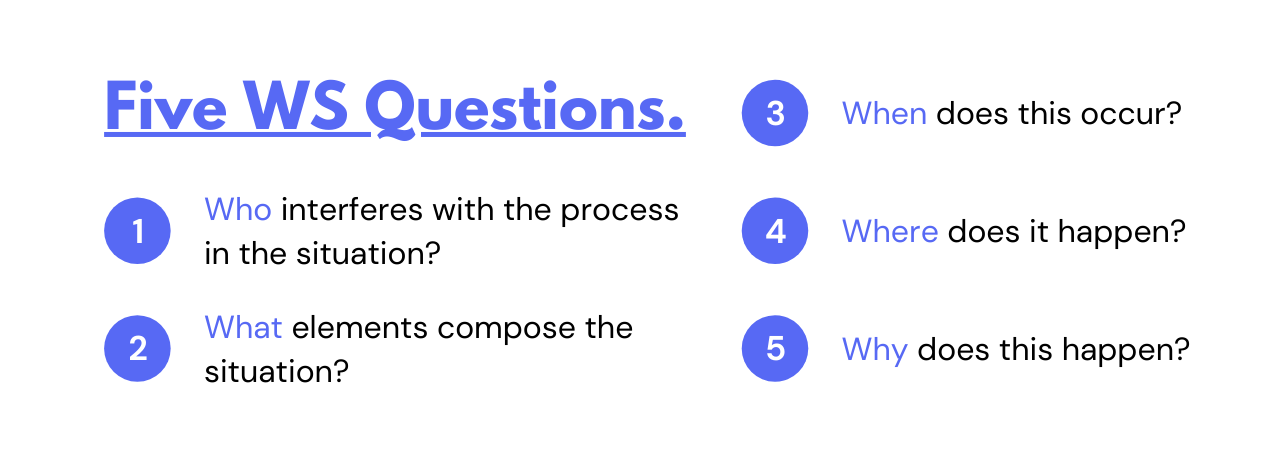 Five WS Questions.
1
Who interferes with the process
in the situation?
2
What elements compose the
situation?
3
When does this occur?
4
Where does it happen?
5
Why does this happen?